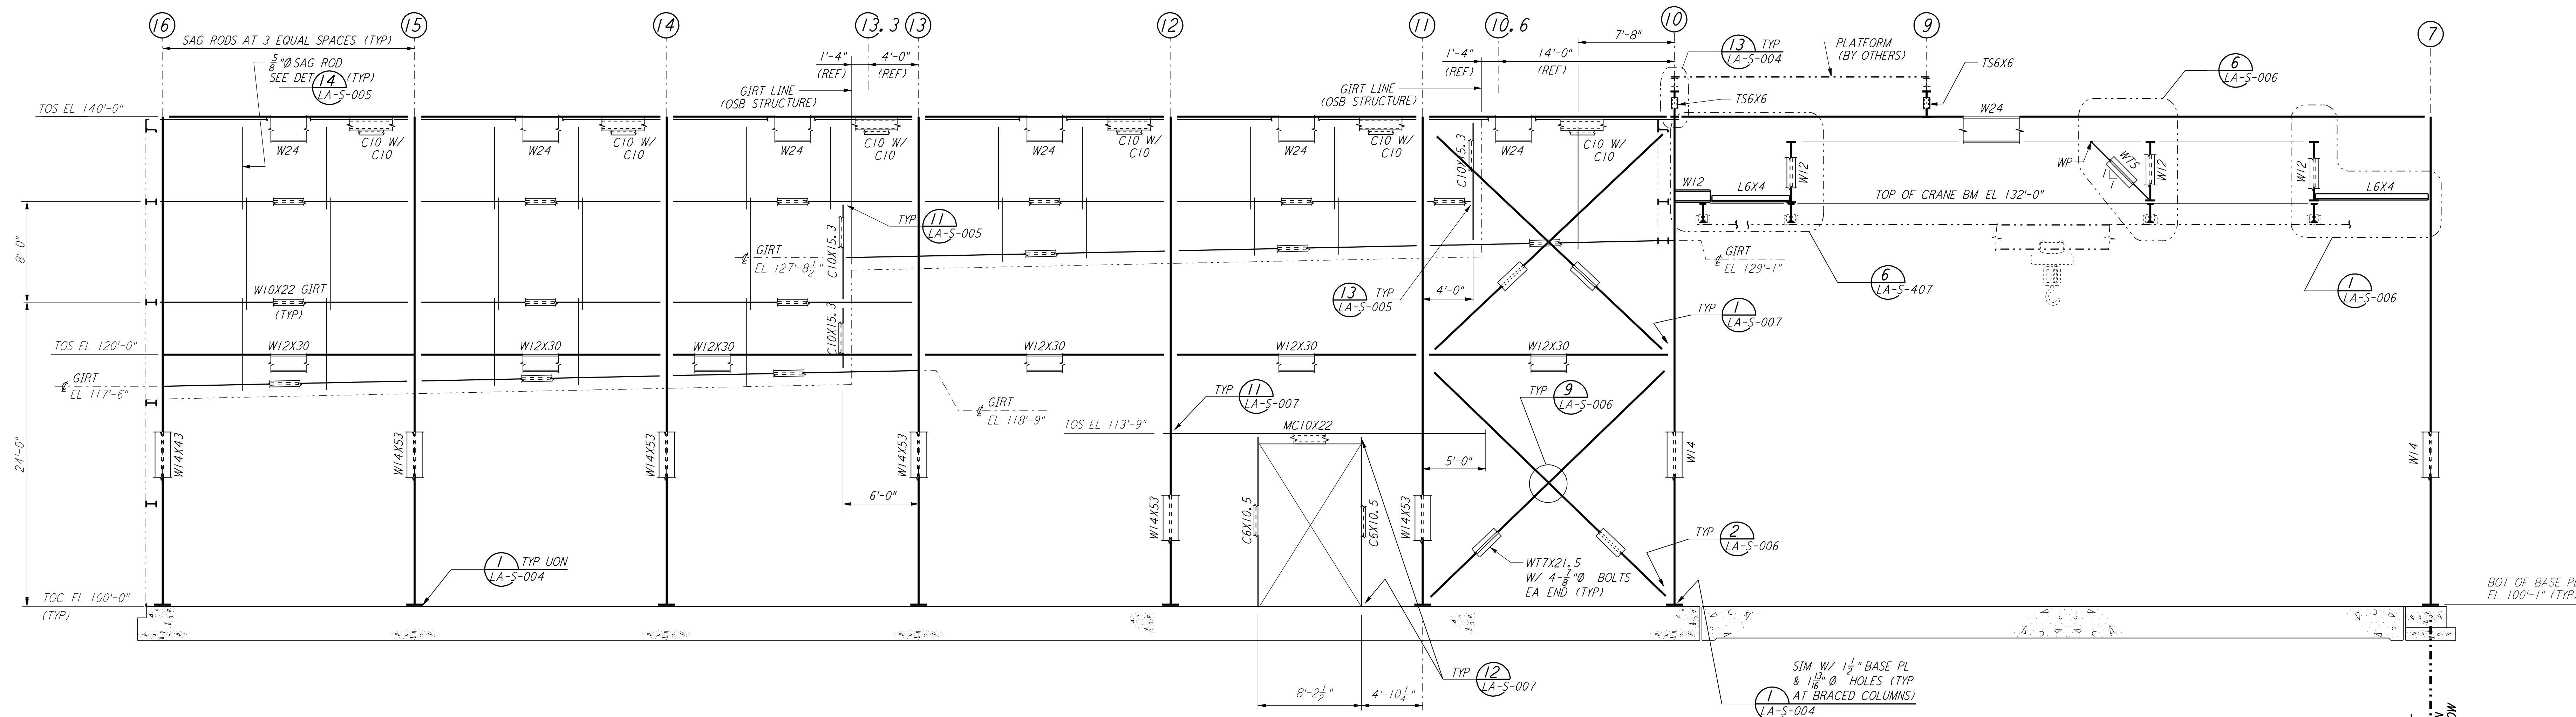 16
15
14
13.3
13
12
11
10.6
10
9
7
SAG RODS AT 3 EQUAL SPACES (TYP)
5/8"Ø SAG ROD
SEE DET 14 (TYP)
LA-S-005
1'-4"
(REF)
4'-0"
(REF)
GIRT LINE
(OSB STRUCTURE)
1'-4"
(REF)
14'-0"
(REF)
7'-8"
GIRT LINE
(OSB STRUCTURE)
13 TYP
LA-S-004
PLATFORM
(BY OTHERS)
TS6X6
TS6X6
6
LA-S-006
TOS EL 140'-0"
W24
C10 W/
C10
W24
C10 W/
C10
W24
C10 W/
C10
W24
C10 W/
C10
W24
C10 W/
C10
W24
C10 W/
C10
C10X15.3
W24
W12
L6X4
W12
WP
WT5
W12
W12
L6X4
TOP OF CRANE BM EL 132'-0"
8'-0"
TYP 11
LA-S-005
C10X15.3
℄ GIRT
EL 127'-8 1/2"
℄ GIRT
EL 129'-1"
W10X22 GIRT
(TYP)
13 TYP
LA-S-005
4'-0"
6
LA-S-407
1
LA-S-006
TYP 1
LA-S-007
C10X15.3
TOS EL 120'-0"
W12X30
W12X30
W12X30
W12X30
W12X30
W12X30
℄ GIRT
EL 117'-6"
℄ GIRT
EL 118'-9"
TYP 11
LA-S-007
TYP 9
LA-S-006
TOS EL 113'-9"
MC10X22
24'-0"
W14X43
W14X53
W14X53
W14X53
W14X53
C6X10.5
C6X10.5
W14X53
W14
W14
5'-0"
6'-0"
1 TYP UON
LA-S-004
WT7X21.5
W/ 4-7/8"Ø BOLTS
EA END (TYP)
TYP 2
LA-S-006
TOC EL 100'-0"
(TYP)
BOT OF BASE PL
EL 100'-1" (TYP)
8'-2 1/2"
4'-10 1/4"
TYP 12
LA-S-007
SIM W/ 1 1/2" BASE PL
& 1 13/16" Ø HOLES (TYP
AT BRACED COLUMNS)
1
LA-S-004